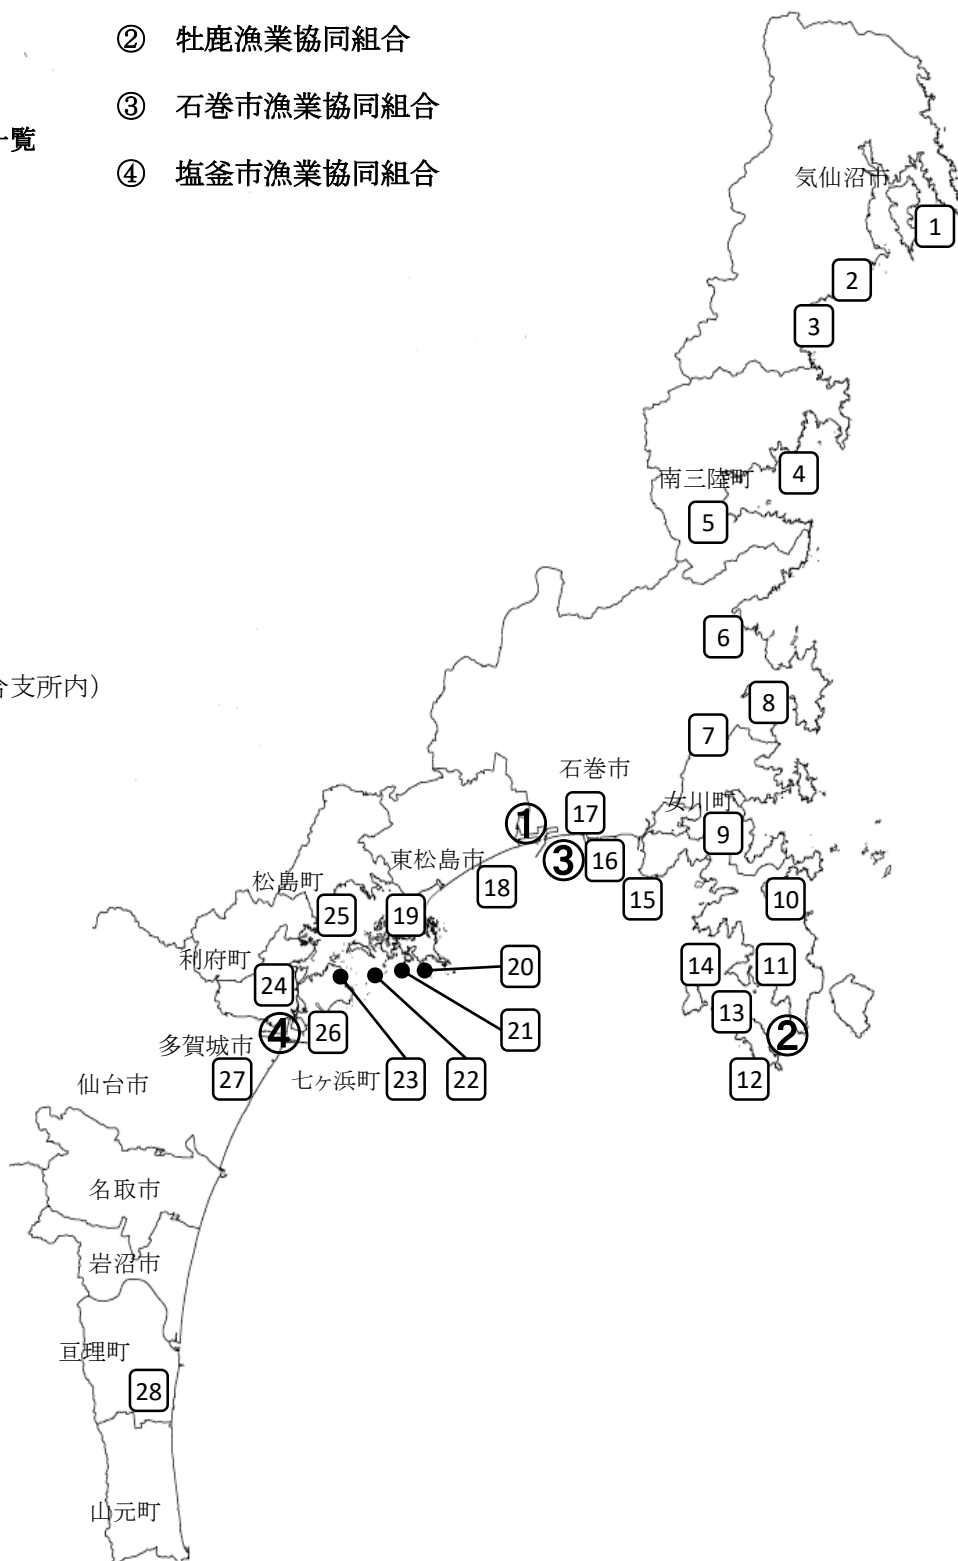 ② 牡鹿漁業協同組合
③ 石巻市漁業協同組合
一覧
④ 塩釜市漁業協同組合
気仙沼市
1
2
3
4
南三陸町
5
6
合支所内）
8
7
石巻市
女川町
17
①
9
東松島市
③
16
松島町
18
15
10
25
19
利府町
14
11
20
24
13
21
④
26
②
多賀城市
27
七ヶ浜町
23
22
12
仙台市
名取市
岩沼市
亘理町
28
山元町